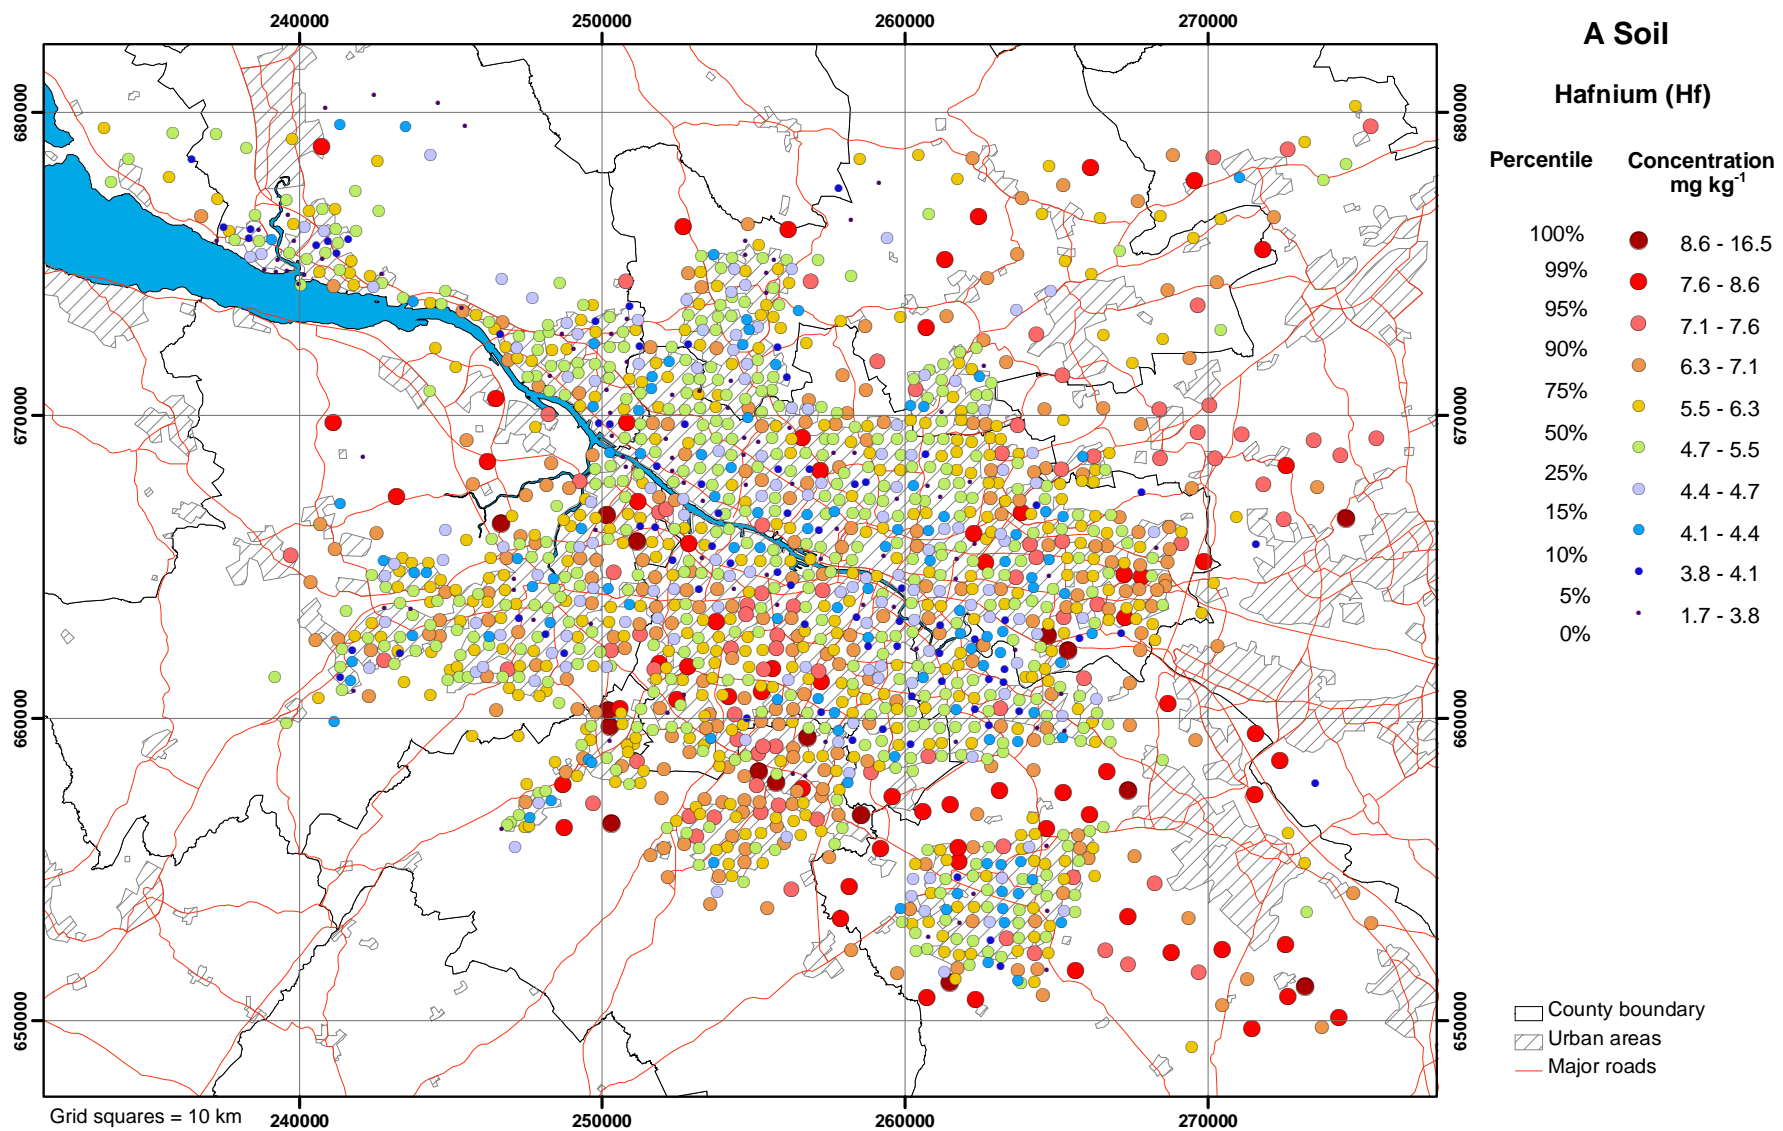 240000
250000
260000
270000
A Soil
Hafnium (Hf)
Percentile
Concentration
mg kg-1
100%
99%
95%
90%
75%
50%
25%
15%
10%
5%
0%
8.6 - 16.5
7.6 - 8.6
7.1 - 7.6
6.3 - 7.1
5.5 - 6.3
4.7 - 5.5
4.4 - 4.7
4.1 - 4.4
3.8 - 4.1
1.7 - 3.8
680000
670000
660000
650000
680000
670000
660000
650000
County boundary
Urban areas
Major roads
Grid squares = 10 km
240000
250000
260000
270000